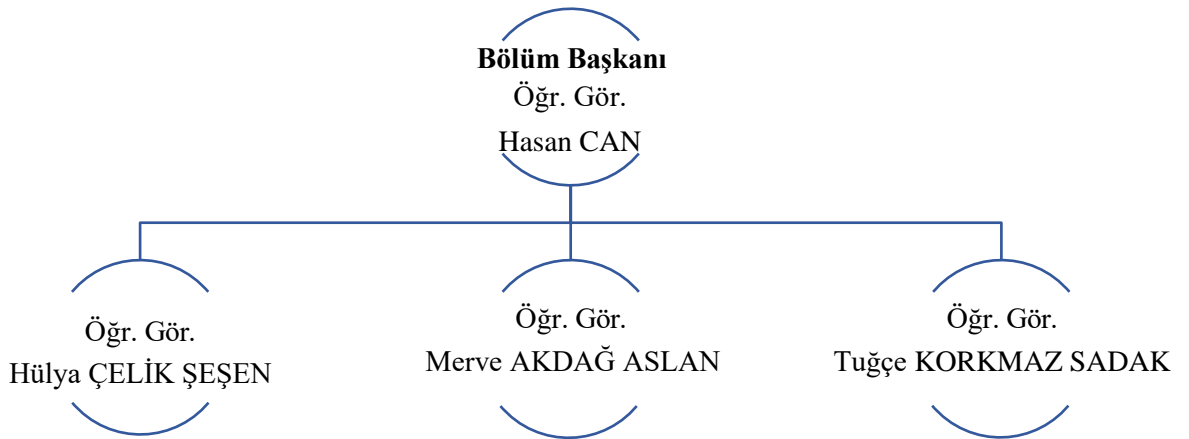 Bölüm Başkanı
Öğr. Gör.
Hasan CAN
Öğr. Gör.
Hülya ÇELİK ŞEŞEN
Öğr. Gör.
Merve AKDAĞ ASLAN
Öğr. Gör.
Tuğçe KORKMAZ SADAK